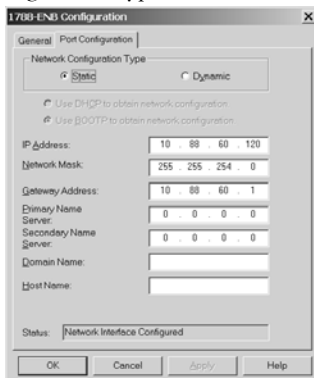 1788-ENB Configuration
General Port Configuration
Network Configuration Type
Static Dynamic
Use DHCP to obtain network configuration
Use BOOTP to obtain network configuration
IP Address: 10 . 88 . 60 . 120
Network Mask: 255 . 255 . 254 . 0
Gateway Address: 10 . 88 . 60 . 1
Primary Name
Server: 0 . 0 . 0 . 0
Secondary Name
Server: 0 . 0 . 0 . 0
Domain Name:
Host Name:
Status: Network Interface Configured
OK Cancel Apply Help